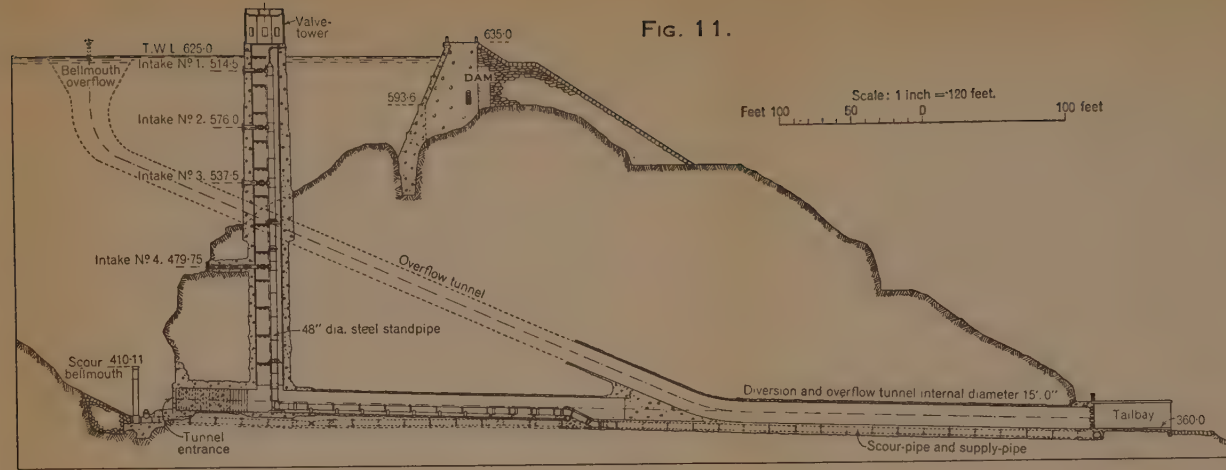 FIG. 11.
Valve-
tower
T.W.L. 625·0
Intake Nº 1. 514·5
Bellmouth
overflow
635·0
DAM
593·6
Scale: 1 inch = 120 feet.
Feet 100 50 0 100 feet
Intake Nº 2. 576·0
Intake Nº 3. 537·5
Intake Nº 4. 479·75
Overflow tunnel
48" dia. steel standpipe
Scour 410·11
bellmouth
Diversion and overflow tunnel internal diameter 15'. 0"
Tailbay
360·0
Tunnel
entrance
Scour-pipe and supply-pipe